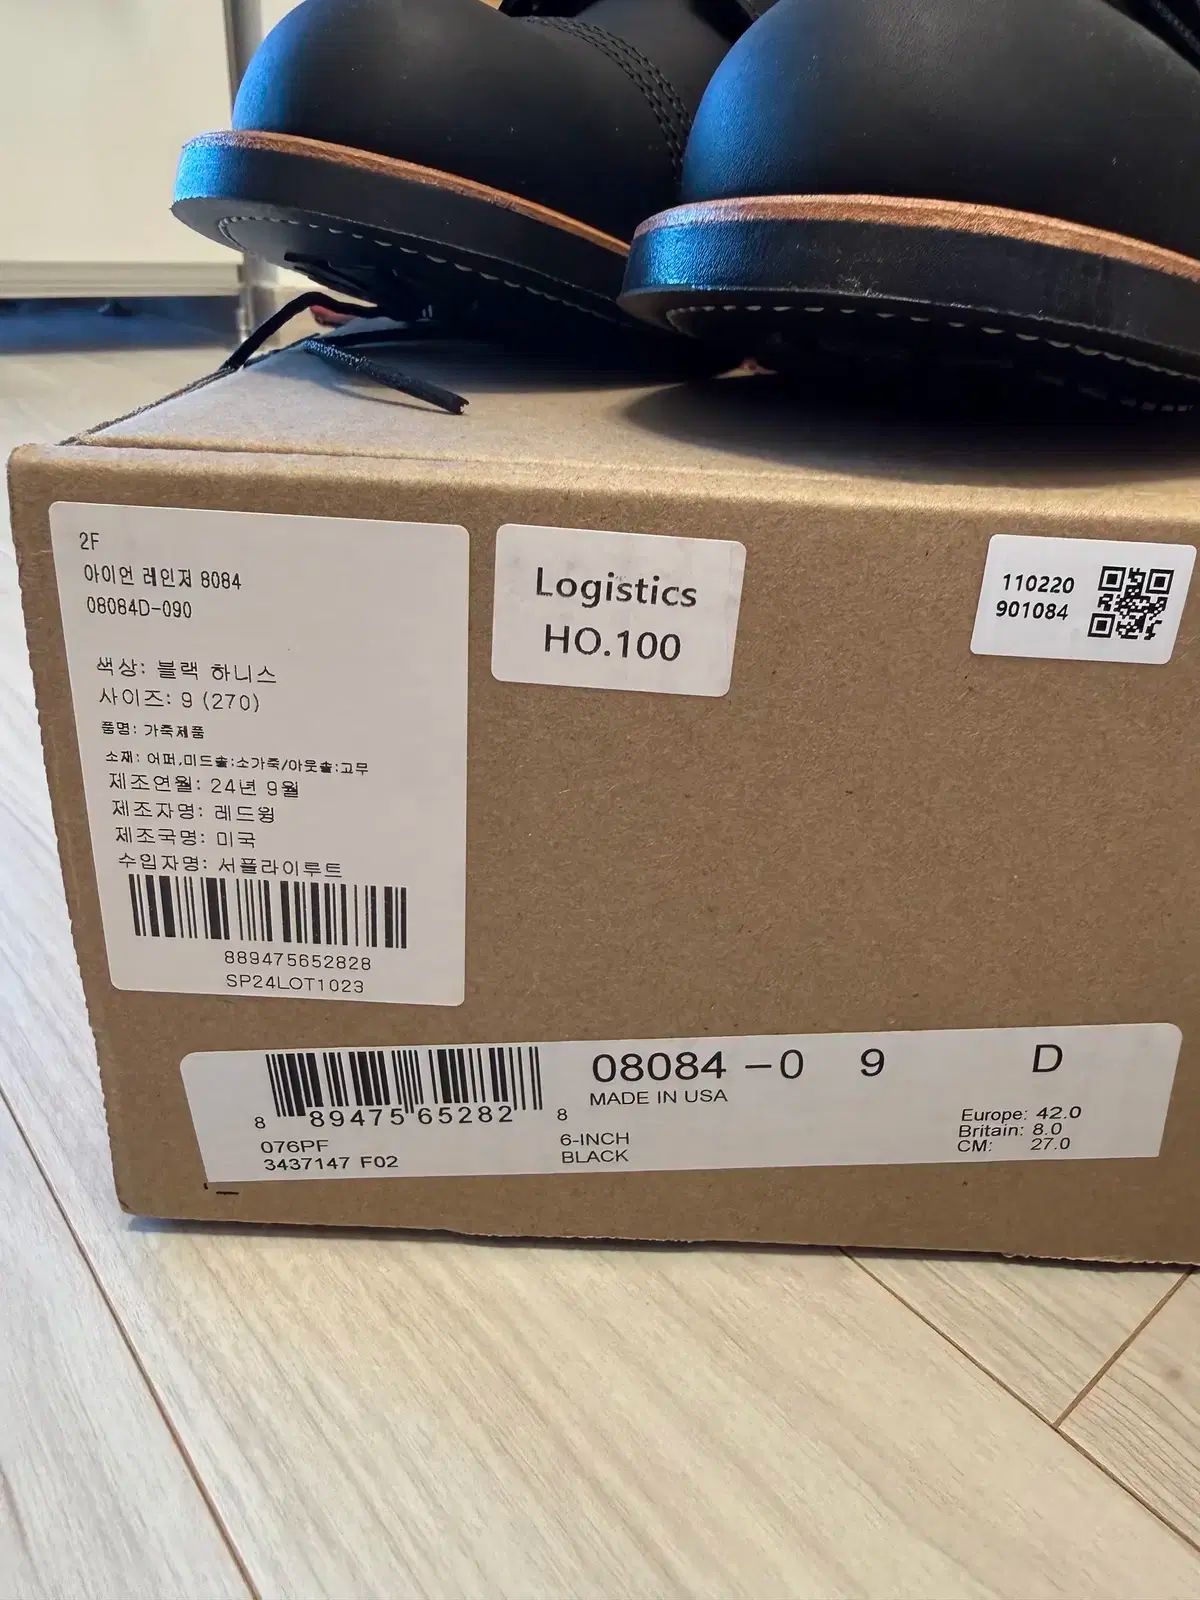 2F
아이언 레인저 8084
08084D-090
색상: 블랙 하니스
사이즈: 9 (270)
품명: 가죽제품
소재: 어퍼,미드솔:소가죽/아웃솔:고무
제조연월: 24년 9월
제조자명: 레드윙
제조국명: 미국
수입자명: 서플라이루트
889475652828
SP24LOT1023
Logistics
HO.100
110220
901084
8 89475 65282 8
076PF
3437147 F02
08084-0 9 D
MADE IN USA
6-INCH
BLACK
Europe: 42.0
Britain: 8.0
CM: 27.0